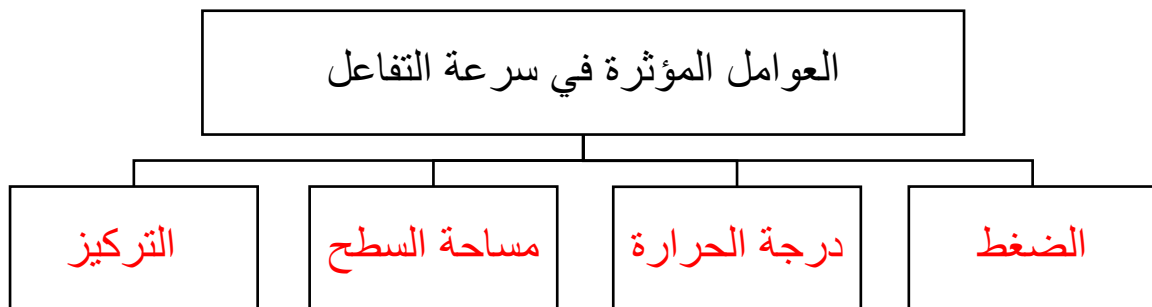 العوامل المؤثرة في سرعة التفاعل
الضغط
درجة الحرارة
مساحة السطح
التركيز